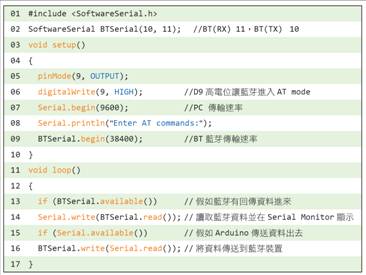 01 #include <SoftwareSerial.h>
02 SoftwareSerial BTSerial(10, 11); //BT(RX) 11，BT(TX) 10
03 void setup()
04 {
05 pinMode(9, OUTPUT);
06 digitalWrite(9, HIGH); //D9 高電位讓藍芽進入 AT mode
07 Serial.begin(9600); //PC 傳輸速率
08 Serial.println("Enter AT commands:");
09 BTSerial.begin(38400); //BT 藍芽傳輸速率
10 }
11 void loop()
12 {
13 if (BTSerial.available()) //假如藍芽有回傳資料進來
14 Serial.write(BTSerial.read()); //讀取藍芽資料並在 Serial Monitor 顯示
15 if (Serial.available()) //假如 Arduino 傳送資料出去
16 BTSerial.write(Serial.read()); //將資料傳送到藍芽裝置
17 }